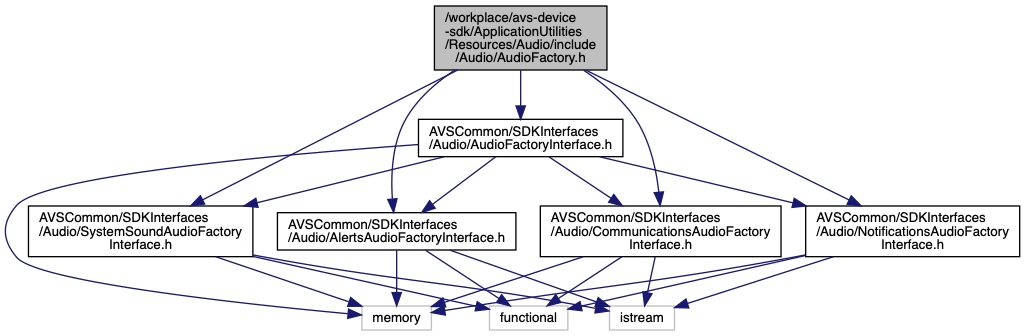 /workplace/avs-device
-sdk/ApplicationUtilities
/Resources/Audio/include
/Audio/AudioFactory.h
AVSCommon/SDKInterfaces
/Audio/AudioFactoryInterface.h
AVSCommon/SDKInterfaces
/Audio/SystemSoundAudioFactory
Interface.h
AVSCommon/SDKInterfaces
/Audio/AlertsAudioFactoryInterface.h
AVSCommon/SDKInterfaces
/Audio/CommunicationsAudioFactory
Interface.h
AVSCommon/SDKInterfaces
/Audio/NotificationsAudioFactory
Interface.h
memory
functional
istream